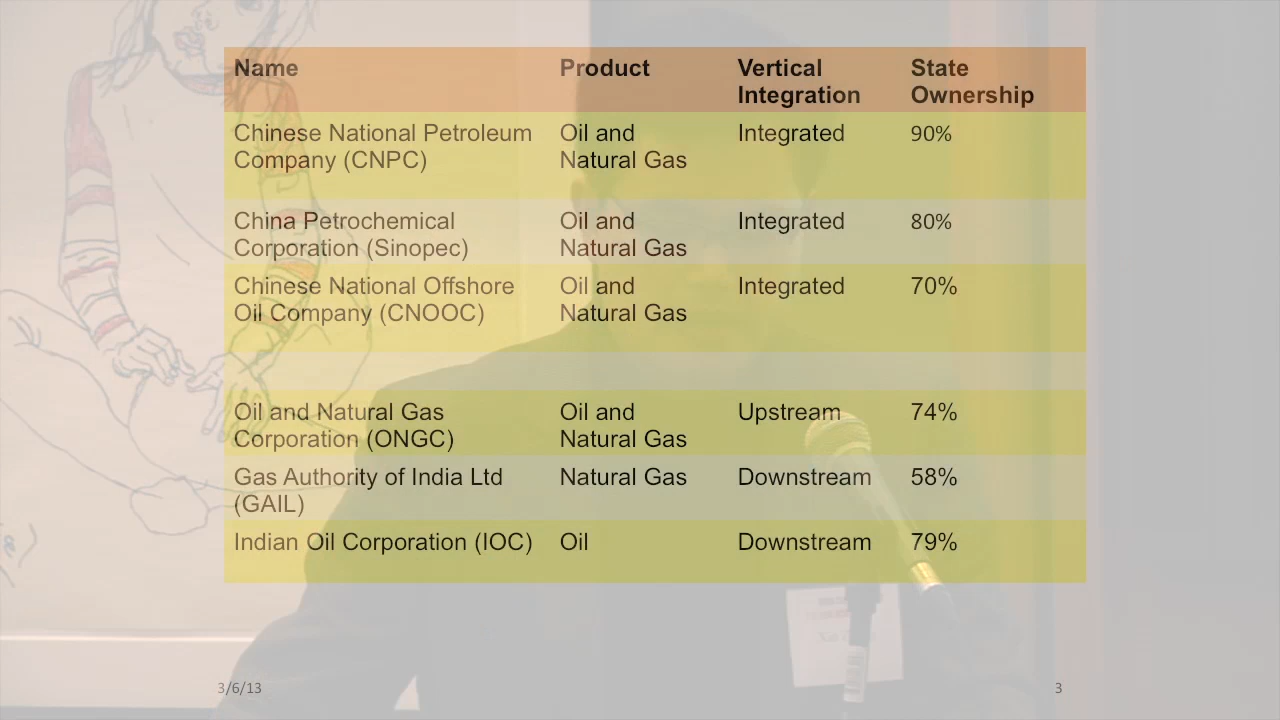 Name Product Vertical Integration State Ownership
Chinese National Petroleum Company (CNPC) Oil and Natural Gas Integrated 90%
China Petrochemical Corporation (Sinopec) Oil and Natural Gas Integrated 80%
Chinese National Offshore Oil Company (CNOOC) Oil and Natural Gas Integrated 70%
Oil and Natural Gas Corporation (ONGC) Oil and Natural Gas Upstream 74%
Gas Authority of India Ltd (GAIL) Natural Gas Downstream 58%
Indian Oil Corporation (IOC) Oil Downstream 79%
3/6/13 3